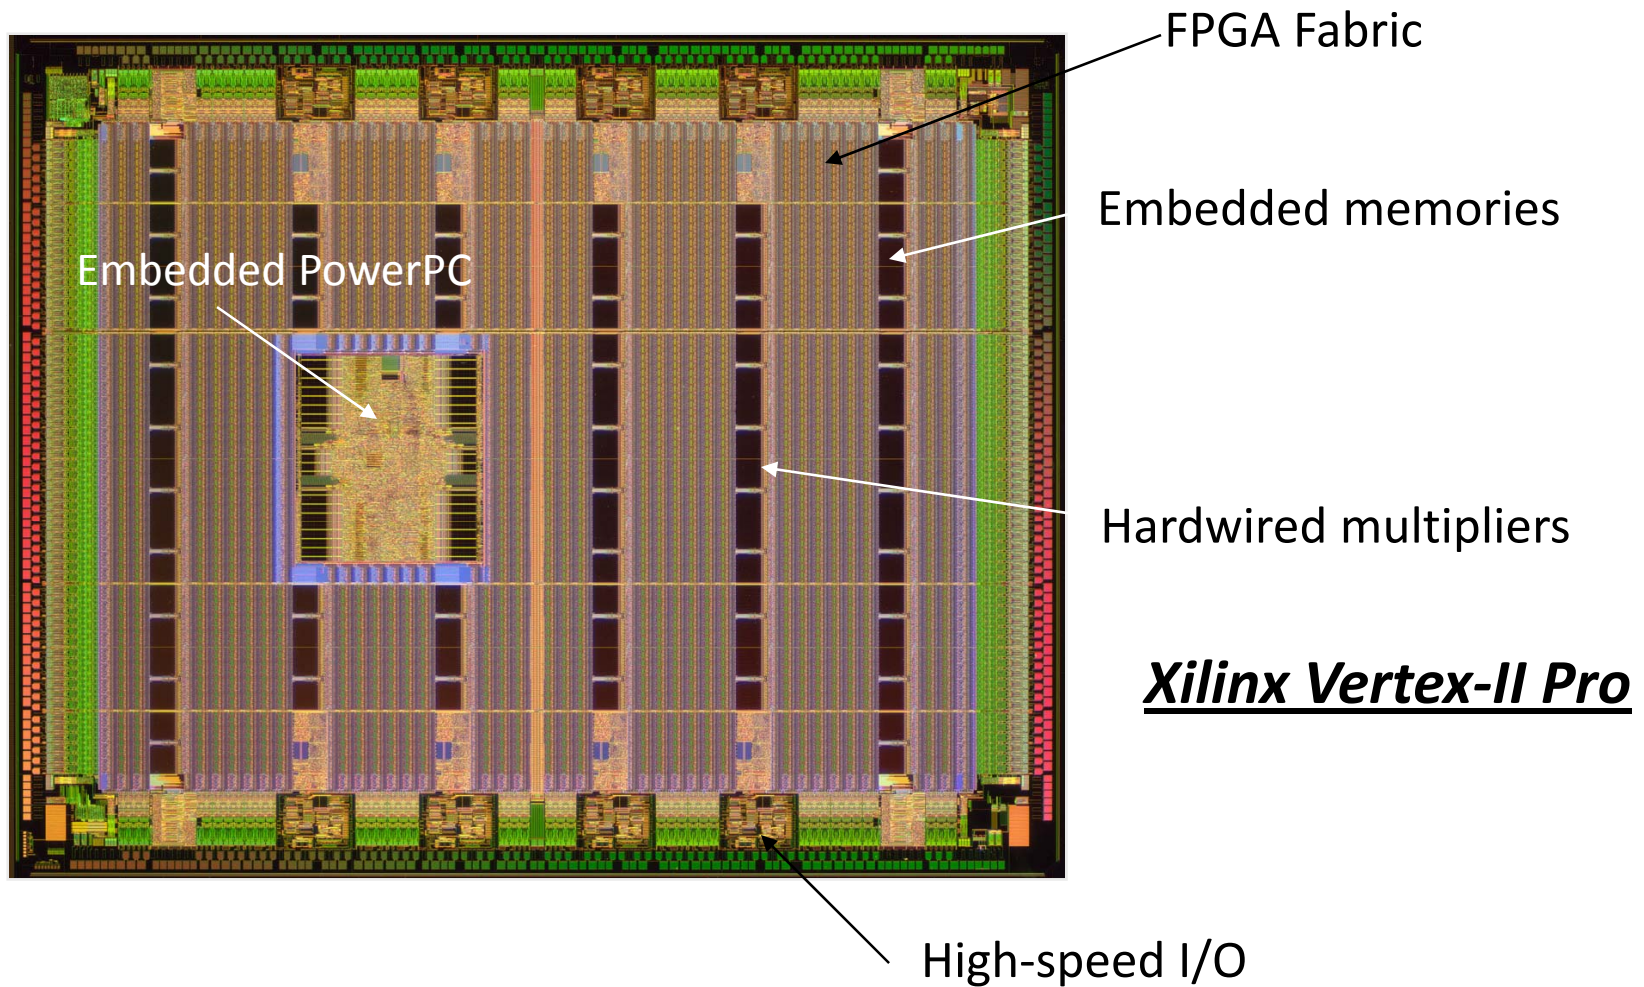 FPGA Fabric
Embedded memories
Embedded PowerPC
Hardwired multipliers
Xilinx Vertex-II Pro
High-speed I/O